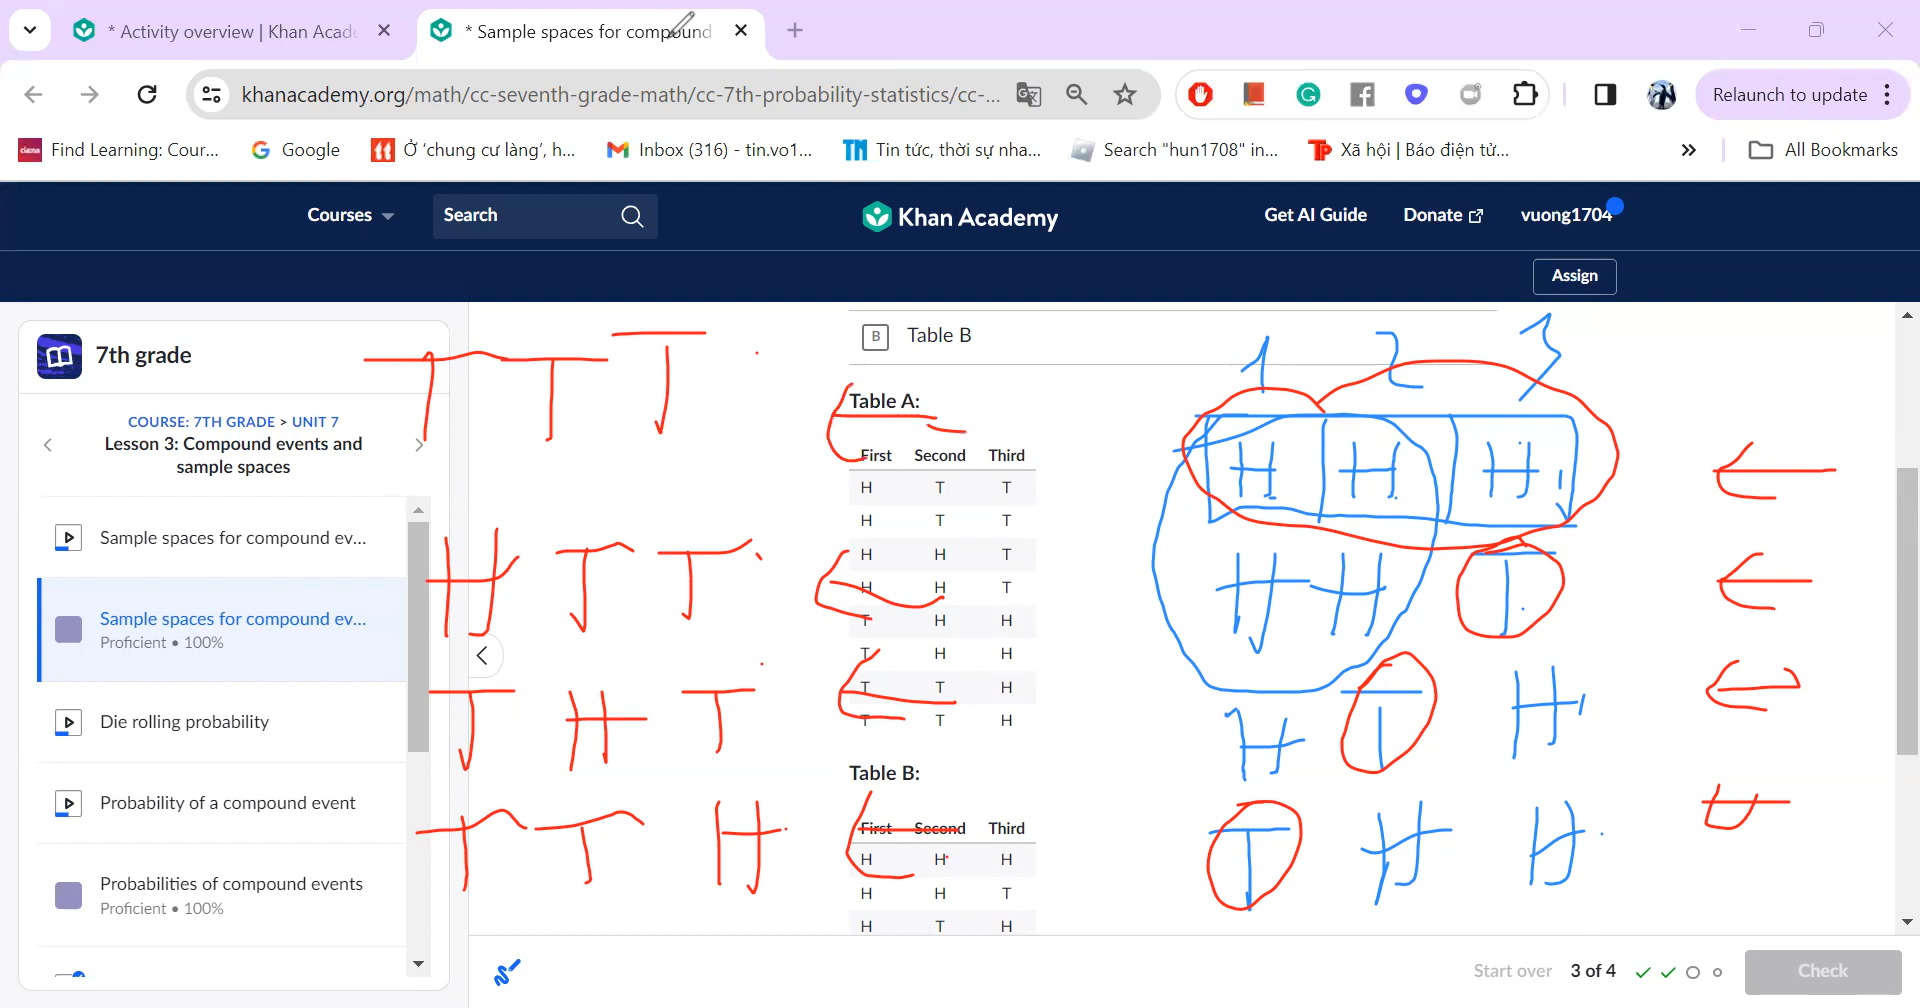 * Activity overview | Khan Acade
* Sample spaces for compound
khanacademy.org/math/cc-seventh-grade-math/cc-7th-probability-statistics/cc-...
Relaunch to update
Find Learning: Cour...
Google
Ở 'chung cư làng', h...
Inbox (316) - tin.vo1...
Tin tức, thời sự nha...
Search "hun1708" in...
Xã hội | Báo điện tử...
All Bookmarks
Courses
Search
Khan Academy
Get AI Guide
Donate
vuong1704
Assign
7th grade
COURSE: 7TH GRADE > UNIT 7
Lesson 3: Compound events and
sample spaces
Sample spaces for compound ev...
Sample spaces for compound ev...
Proficient • 100%
Die rolling probability
Probability of a compound event
Probabilities of compound events
Proficient • 100%
T T T
H T T
T H T
T T H
B Table B
Table A:
First Second Third
H T T
H T T
H H T
H H T
T H H
T H H
T T H
T T H
Table B:
First Second Third
H H H
H H T
H T H
1 2 3
H H H
H H T
H T H
T H H
Start over 3 of 4
Check